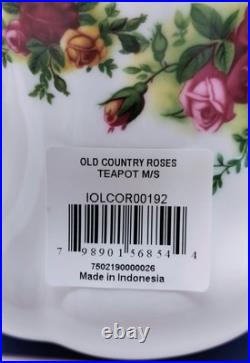 OLD COUNTRY ROSES
TEAPOT M/S
IOLCOR00192
7 98901 56854 4
7502190000026
Made in Indonesia